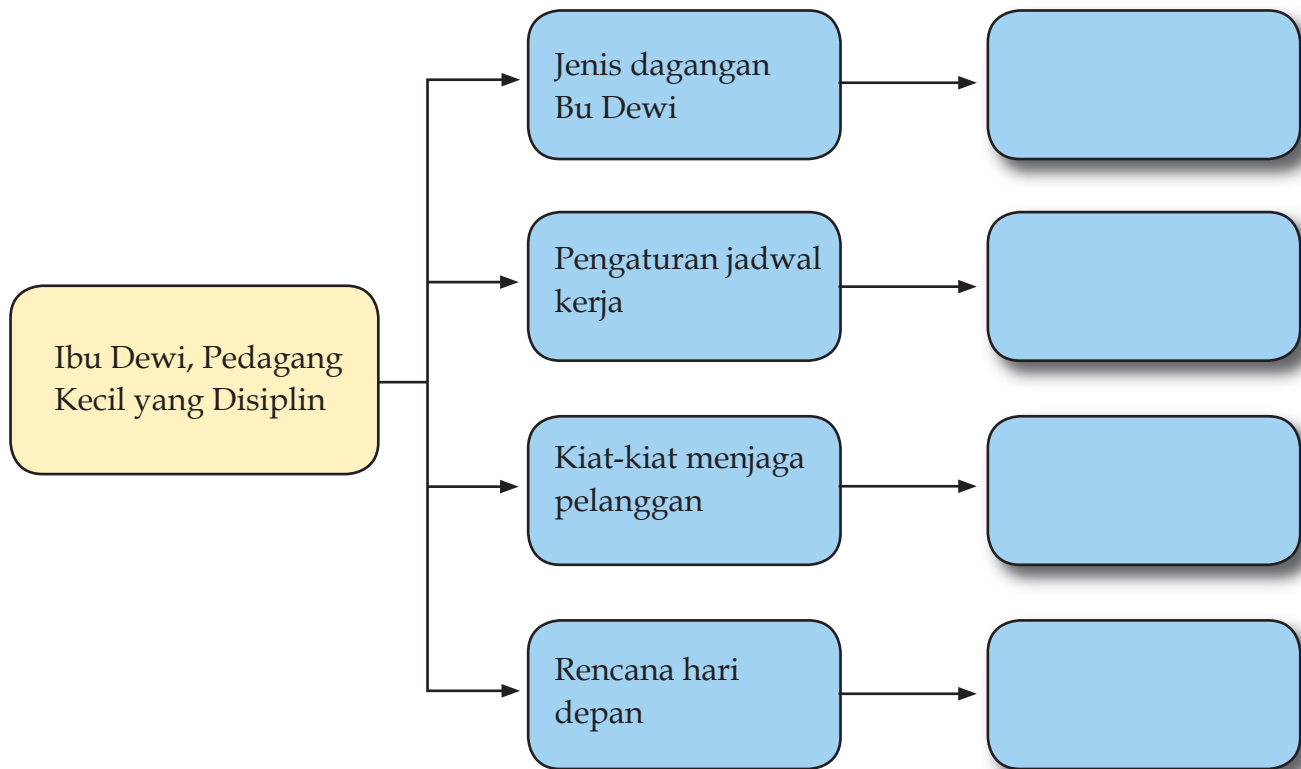 Jenis dagangan
Bu Dewi
Pengaturan jadwal
kerja
Ibu Dewi, Pedagang
Kecil yang Disiplin
Kiat-kiat menjaga
pelanggan
Rencana hari
depan